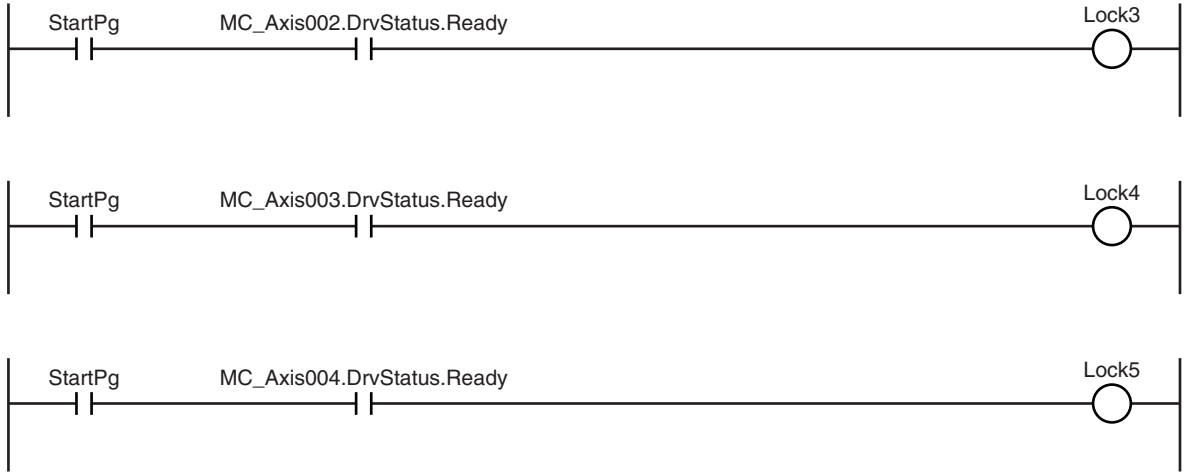 StartPg MC_Axis002.DrvStatus.Ready Lock3
StartPg MC_Axis003.DrvStatus.Ready Lock4
StartPg MC_Axis004.DrvStatus.Ready Lock5